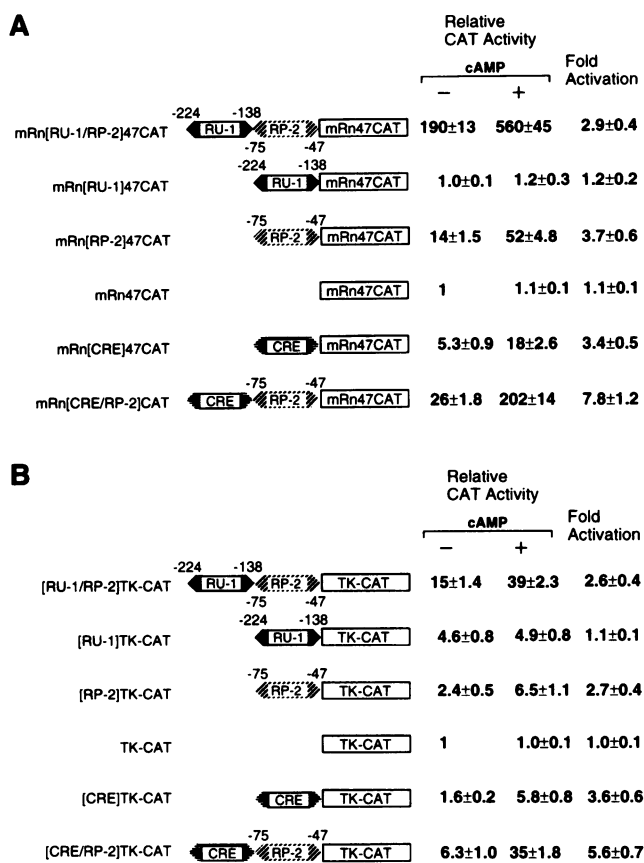 A
Relative
CAT Activity
cAMP
Fold
Activation
− +
-224 -138
mRn[RU-1/RP-2]47CAT RU-1 RP-2 mRn47CAT 190±13 560±45 2.9±0.4
-75 -47
-224 -138
mRn[RU-1]47CAT RU-1 mRn47CAT 1.0±0.1 1.2±0.3 1.2±0.2
-75 -47
mRn[RP-2]47CAT RP-2 mRn47CAT 14±1.5 52±4.8 3.7±0.6
mRn47CAT mRn47CAT 1 1.1±0.1 1.1±0.1
mRn[CRE]47CAT CRE mRn47CAT 5.3±0.9 18±2.6 3.4±0.5
-75 -47
mRn[CRE/RP-2]CAT CRE RP-2 mRn47CAT 26±1.8 202±14 7.8±1.2
B
Relative
CAT Activity
cAMP
Fold
Activation
− +
-224 -138
[RU-1/RP-2]TK-CAT RU-1 RP-2 TK-CAT 15±1.4 39±2.3 2.6±0.4
-75 -47
-224 -138
[RU-1]TK-CAT RU-1 TK-CAT 4.6±0.8 4.9±0.8 1.1±0.1
-75 -47
[RP-2]TK-CAT RP-2 TK-CAT 2.4±0.5 6.5±1.1 2.7±0.4
TK-CAT TK-CAT 1 1.0±0.1 1.0±0.1
[CRE]TK-CAT CRE TK-CAT 1.6±0.2 5.8±0.8 3.6±0.6
-75 -47
[CRE/RP-2]TK-CAT CRE RP-2 TK-CAT 6.3±1.0 35±1.8 5.6±0.7